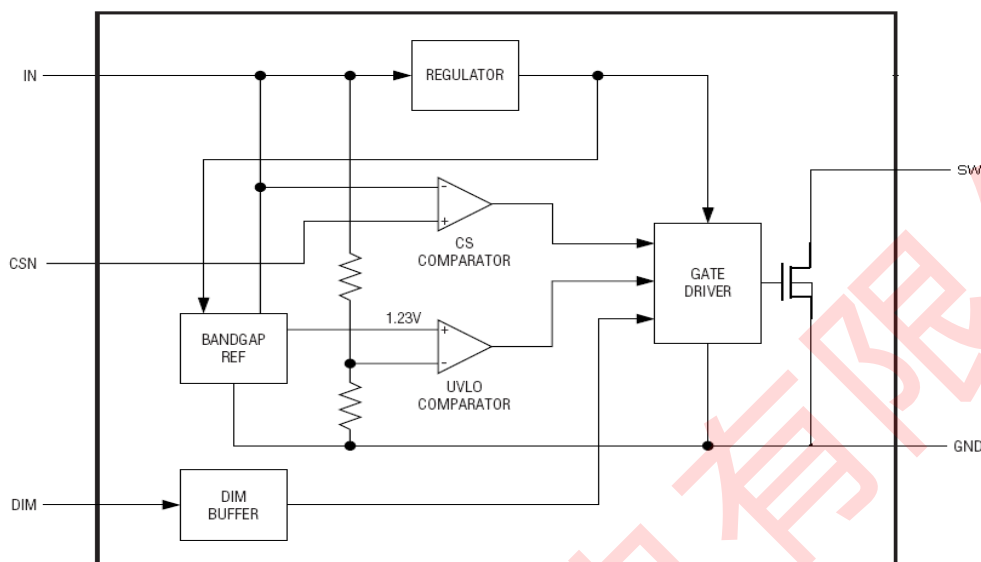 IN
REGULATOR
SW
-
+
CS
COMPARATOR
CSN
GATE
DRIVER
1.23V
BANDGAP
REF
+
-
UVLO
COMPARATOR
GND
DIM
DIM
BUFFER
有限